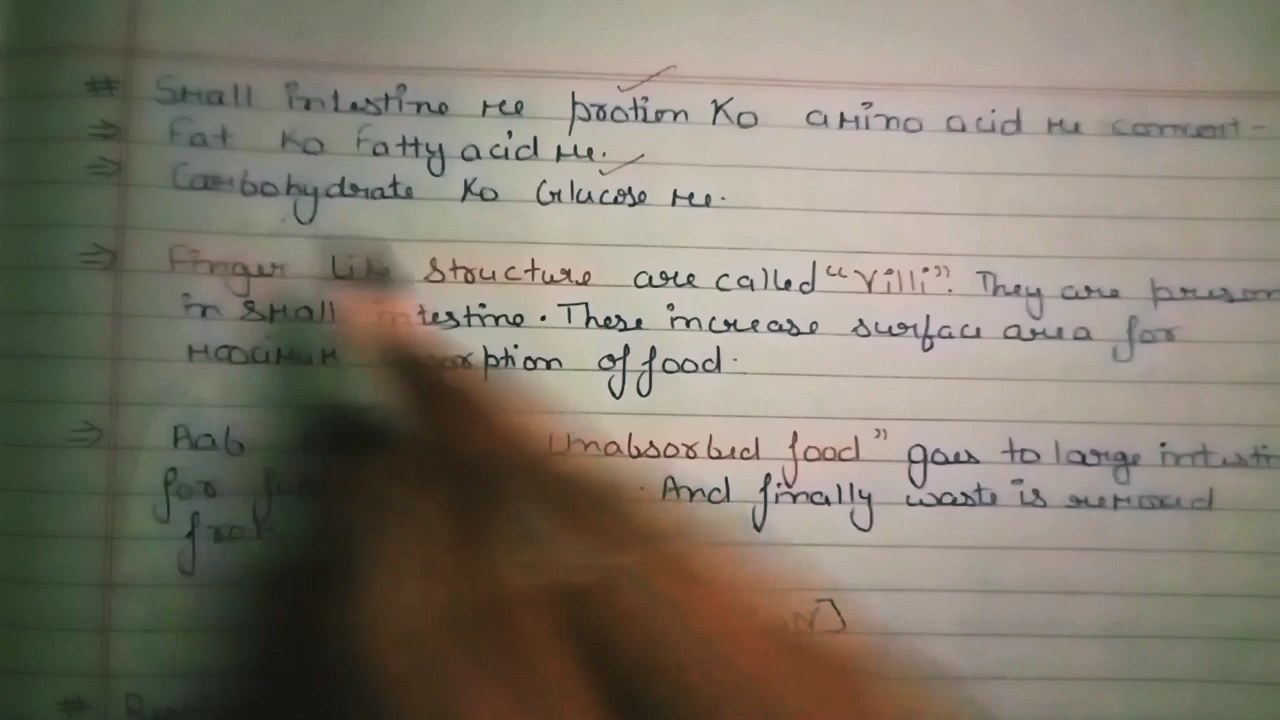 # Small intestine me protion Ko amino acid me convert-
⇒ Fat Ko Fatty acid me.
⇒ Carbohydrate Ko Glucose me.
⇒ Finger like structure are called "Villi". They are presen
in small intestine. These increase surface area for
maximum of food.
⇒ Aab Unabsorbed food" goes to large intesti
for And finally waste is removed
from
#